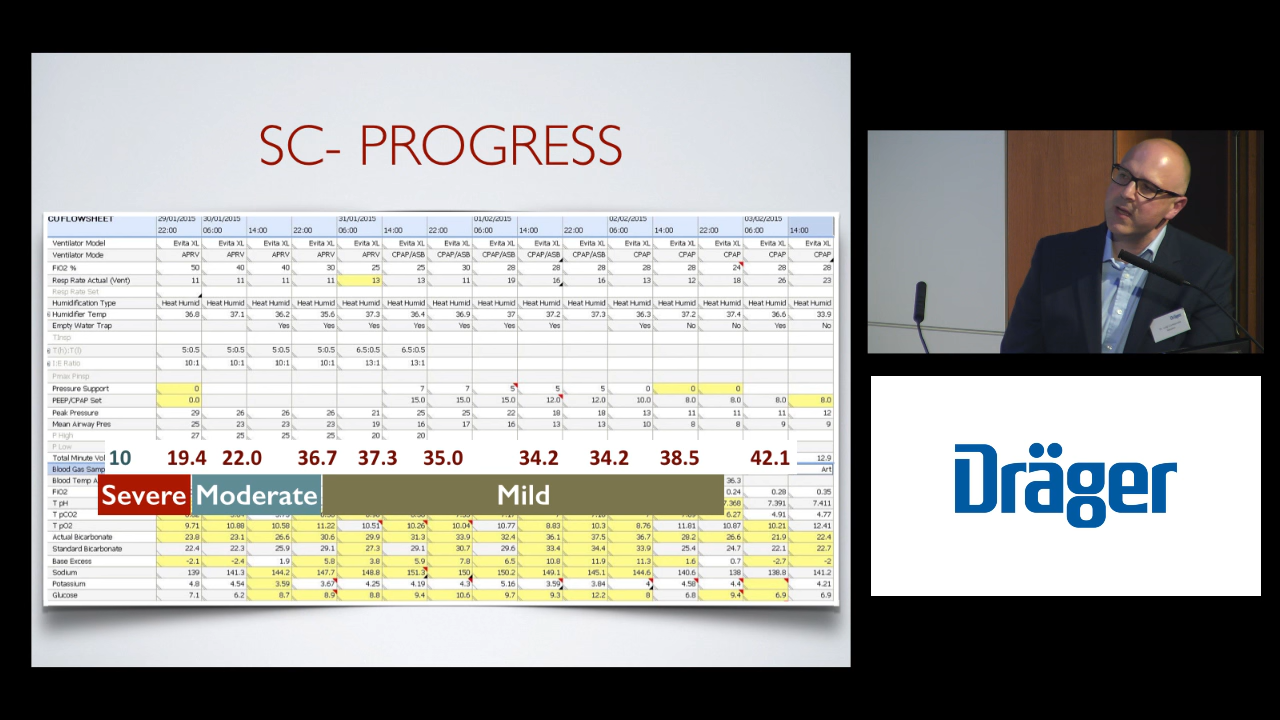 SC- PROGRESS
CU FLOWSHEET 29/01/2015 30/01/2015 31/01/2015 01/02/2015 02/02/2015 03/02/2015
22:00 06:00 14:00 22:00 06:00 14:00 22:00 06:00 14:00 22:00 06:00 14:00 22:00 06:00 14:00
Ventilator Model Evita XL Evita XL Evita XL Evita XL Evita XL Evita XL Evita XL Evita XL Evita XL Evita XL Evita XL Evita XL Evita XL Evita XL Evita XL
Ventilator Mode APRV APRV APRV APRV APRV CPAP/ASB CPAP/ASB CPAP/ASB CPAP/ASB CPAP/ASB CPAP/ASB CPAP CPAP CPAP CPAP
FiO2 % 50 40 40 30 25 25 30 28 28 28 28 28 24 28 28
Resp Rate Actual (Vent) 11 11 11 11 13 13 11 19 16 16 13 12 18 26 23
Resp Rate Set
Humidification Type Heat Humid Heat Humid Heat Humid Heat Humid Heat Humid Heat Humid Heat Humid Heat Humid Heat Humid Heat Humid Heat Humid Heat Humid Heat Humid Heat Humid Heat Humid
Humidifier Temp 36.8 37.1 36.2 35.6 37.3 36.4 36.9 37 37.2 37.3 36.3 37.2 37.4 36.6 33.9
Empty Water Trap Yes Yes Yes Yes Yes Yes Yes Yes No No Yes No
TInsp
T(h):T(l) 5:0.5 5:0.5 5:0.5 5:0.5 6.5:0.5 6.5:0.5
I:E Ratio 10:1 10:1 10:1 10:1 13:1 13:1
Pmax Pinsp
Pressure Support 0 7 7 5 5 5 0 0 0
PEEP/CPAP Set 0.0 15.0 15.0 15.0 12.0 12.0 10.0 8.0 8.0 8.0 8.0
Peak Pressure 29 26 26 26 21 25 25 22 18 18 13 11 11 11 12
Mean Airway Pres 25 23 23 23 19 16 17 16 13 13 10 8 8 9 9
P High 27 25 25 25 20 20
P Low
Total Minute Vol 10 19.4 22.0 36.7 37.3 35.0 34.2 34.2 38.5 42.1 12.9
Blood Gas Samp Art
Blood Temp A 36.3
Severe Moderate Mild
FiO2 0.24 0.28 0.35
T pH 7.368 7.391 7.411
T pCO2 6.27 4.91 4.77
T pO2 9.71 10.88 10.58 11.22 10.51 10.26 10.04 10.77 8.83 10.3 8.76 11.81 10.87 10.21 12.41
Actual Bicarbonate 23.8 23.1 26.6 30.6 29.9 31.3 33.9 32.4 36.1 37.5 36.7 28.2 26.6 21.9 22.4
Standard Bicarbonate 22.4 22.3 25.9 29.1 27.3 29.1 30.7 29.6 33.4 34.4 33.9 25.4 24.7 22.1 22.7
Base Excess -2.1 -2.4 1.9 5.8 3.8 5.9 7.8 6.5 10.8 11.9 11.3 1.6 0.7 -2.7 -2
Sodium 139 141.3 144.2 147.7 148.8 151.3 150 150.2 149.1 145.1 144.6 140.6 138 138.8 141.2
Potassium 4.8 4.54 3.59 3.67 4.25 4.19 4.3 5.16 3.59 3.84 4 4.58 4.4 4.21
Glucose 7.1 6.2 8.7 8.9 8.8 9.4 10.6 9.7 9.3 12.2 8 6.8 9.4 6.9 6.9
Dräger